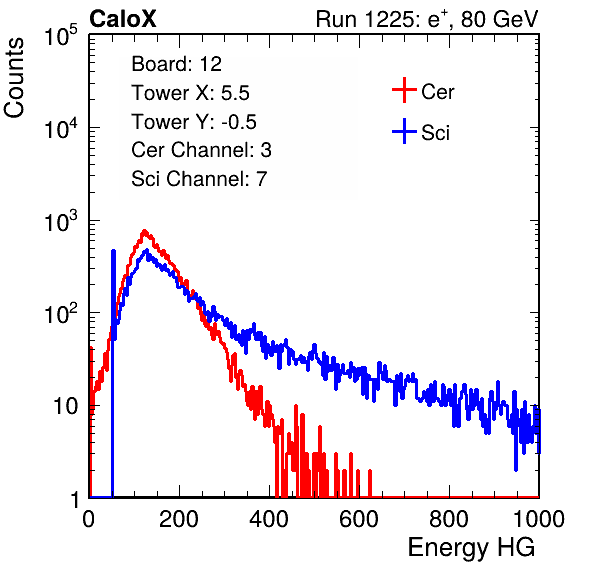 CaloX
Run 1225: e⁺, 80 GeV
Counts
10⁵
10⁴
10³
10²
10
1
Board: 12
Tower X: 5.5
Tower Y: -0.5
Cer Channel: 3
Sci Channel: 7
Cer
Sci
0 200 400 600 800 1000
Energy HG